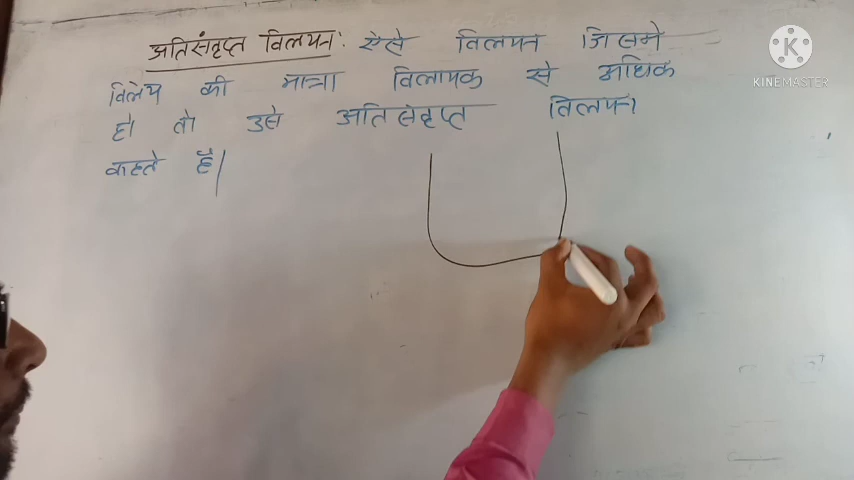 अतिसंतृप्त विलयन: ऐसे विलयन जिसमे
विलेय की मात्रा विलायक से अधिक
हो तो उसे अतिसंतृप्त विलयन
कहते है|
KINEMASTER